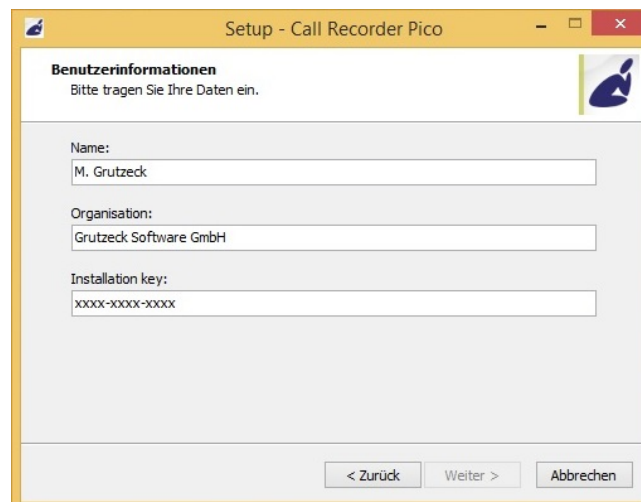 Setup - Call Recorder Pico
Benutzerinformationen
Bitte tragen Sie Ihre Daten ein.
Name:
M. Grutzeck
Organisation:
Grutzeck Software GmbH
Installation key:
xxxx-xxxx-xxxx
< Zurück Weiter > Abbrechen